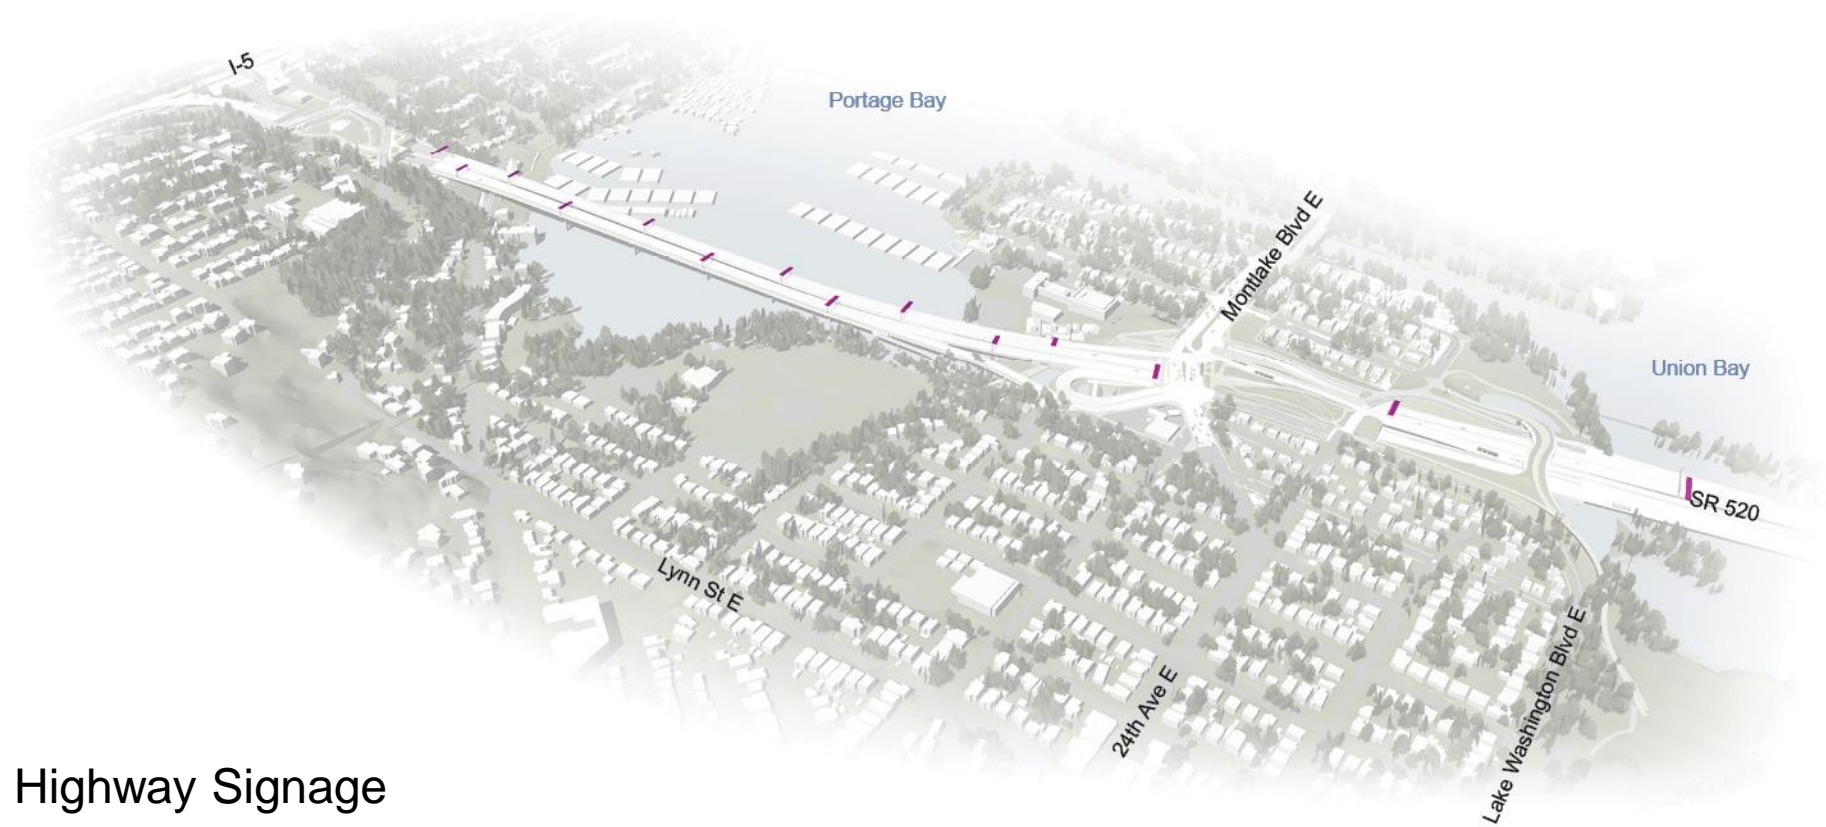 I-5
Portage Bay
Montlake Blvd E
Union Bay
SR 520
Lynn St E
24th Ave E
Lake Washington Blvd E
Highway Signage